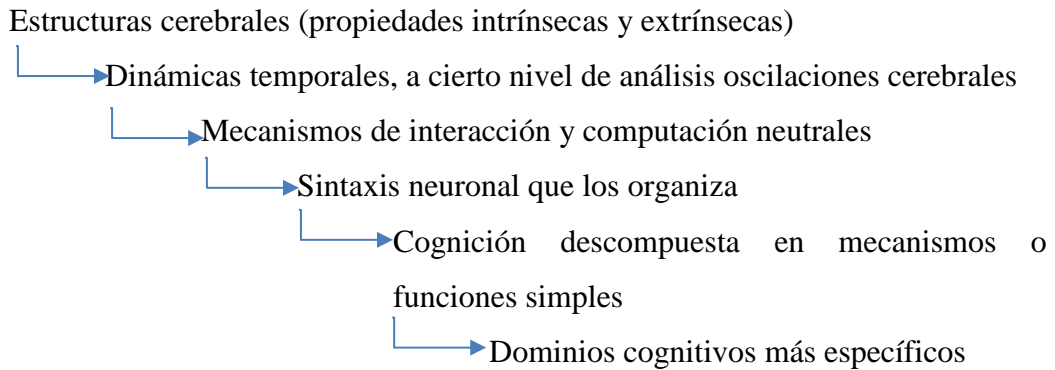 Estructuras cerebrales (propiedades intrínsecas y extrínsecas)
Dinámicas temporales, a cierto nivel de análisis oscilaciones cerebrales
Mecanismos de interacción y computación neutrales
Sintaxis neuronal que los organiza
Cognición descompuesta en mecanismos o
funciones simples
Dominios cognitivos más específicos